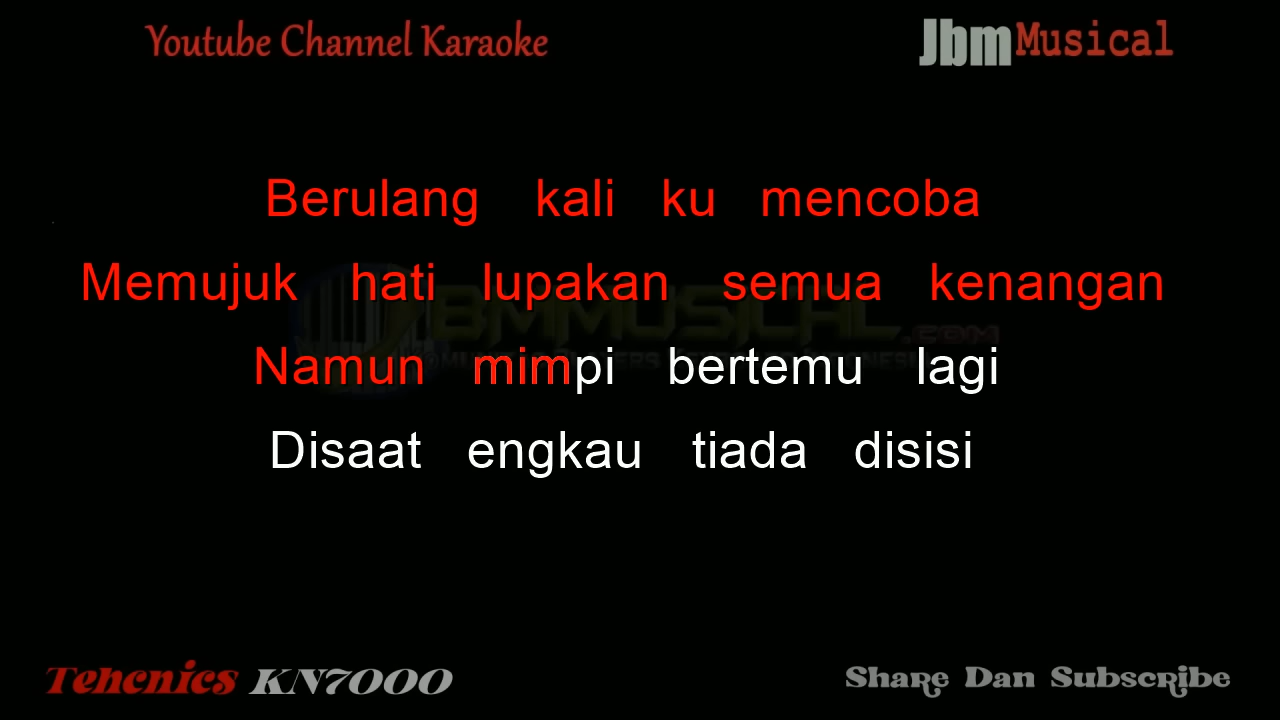 Youtube Channel Karaoke
JbmMusical
Berulang kali ku mencoba
Memujuk hati lupakan semua kenangan
Namun mimpi bertemu lagi
Disaat engkau tiada disisi
Tehcnics KN7000
Share Dan Subscribe